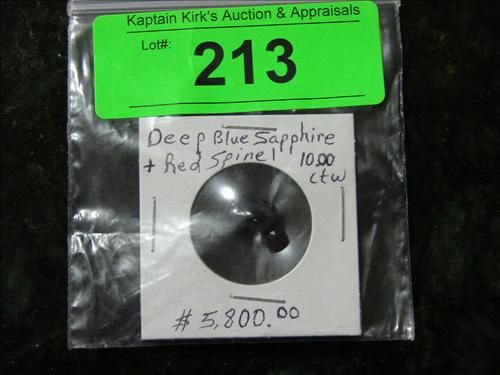 Kaptain Kirk's Auction & Appraisals
Lot#: 213
Deep Blue Sapphire
+ Red Spinel 10.00
ctw
$ 5,800.00